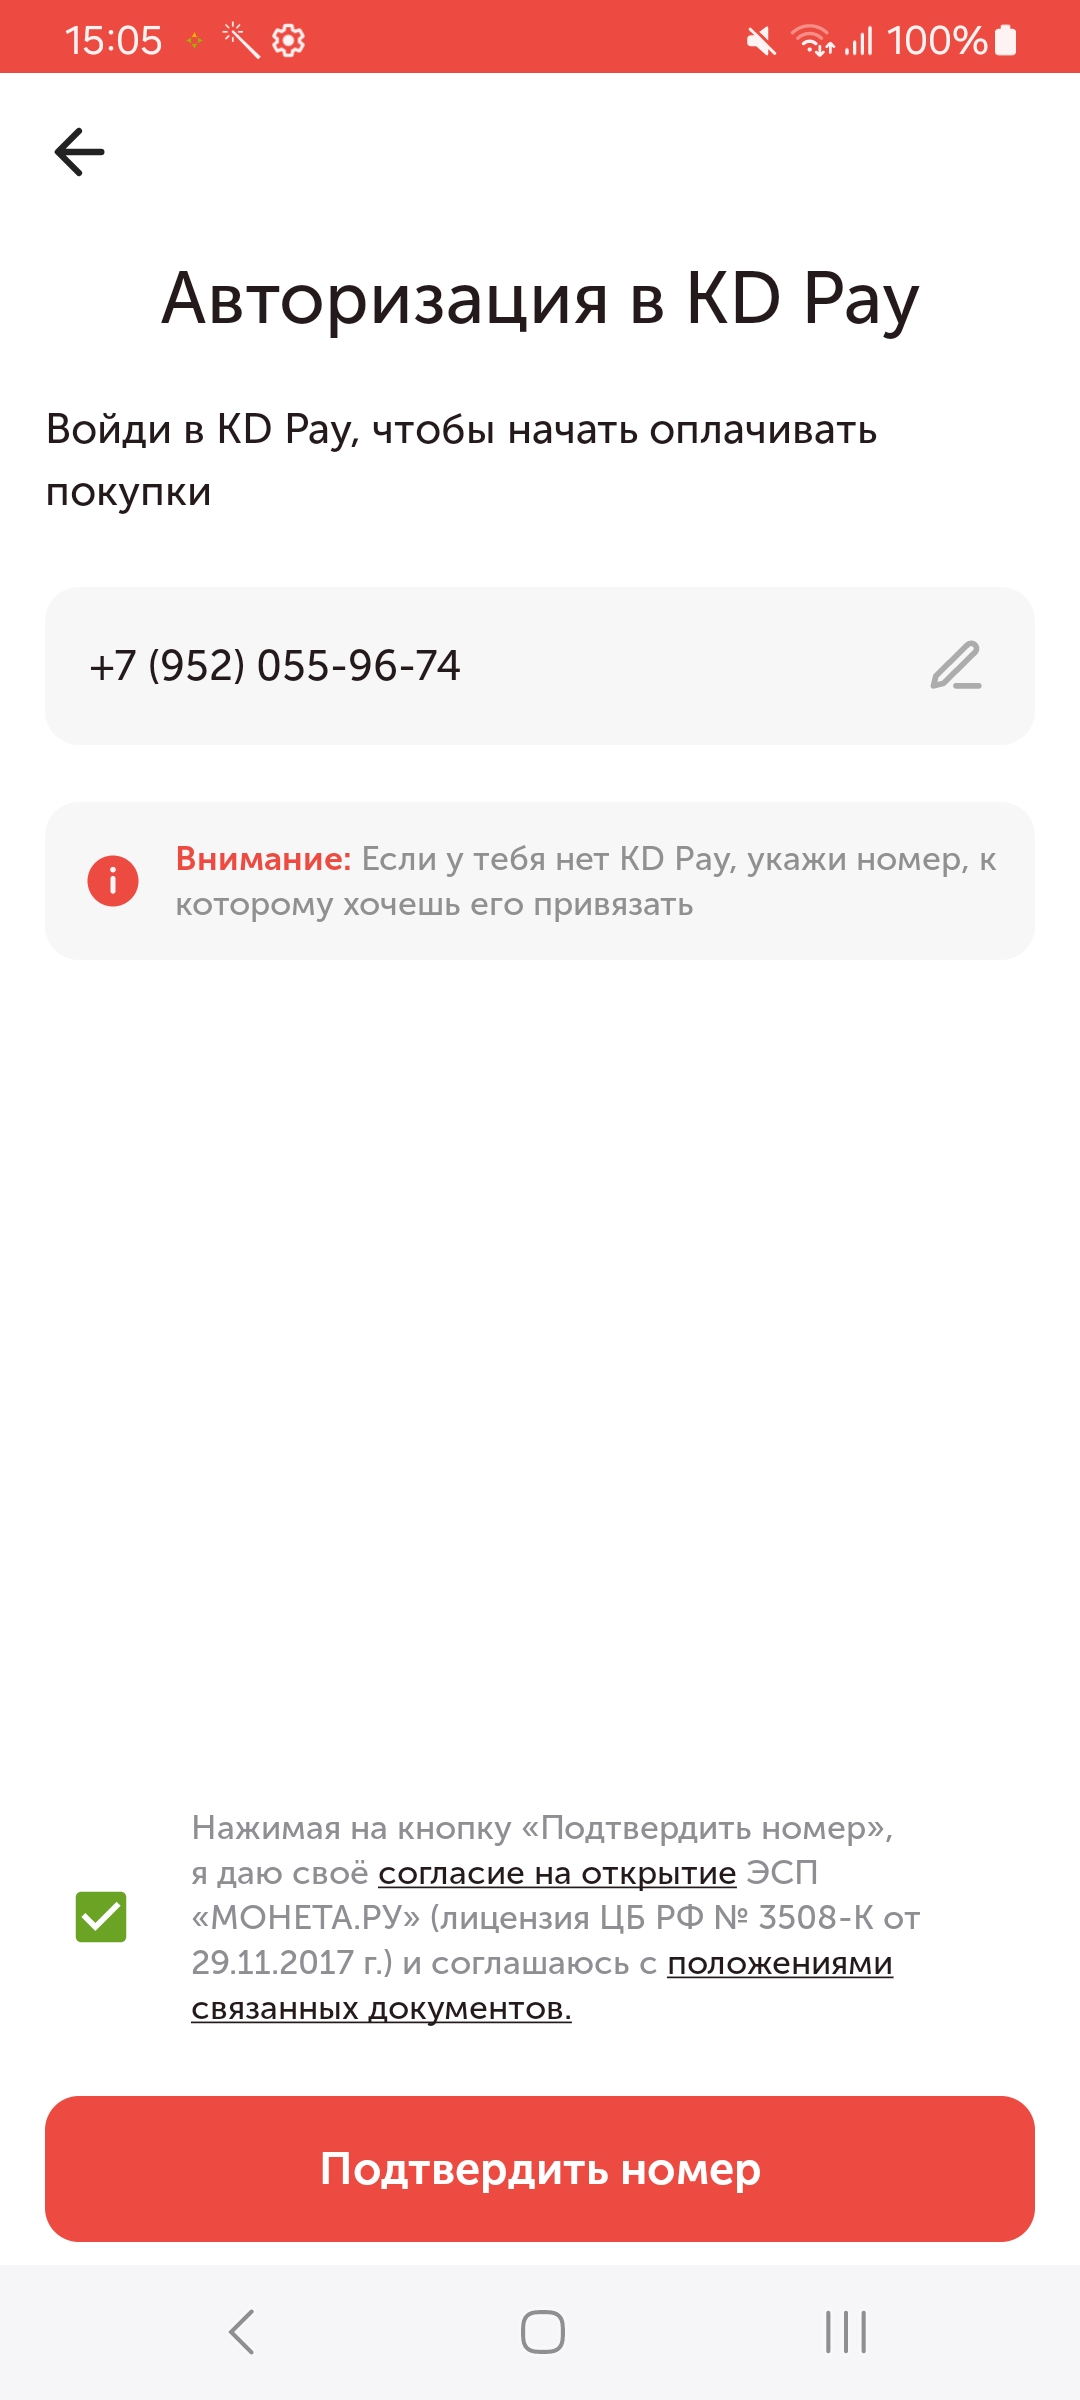 15:05
100%
Авторизация в KD Pay
Войди в KD Pay, чтобы начать оплачивать
покупки
+7 (952) 055-96-74
Внимание: Если у тебя нет KD Pay, укажи номер, к
которому хочешь его привязать
Нажимая на кнопку «Подтвердить номер»,
я даю своё согласие на открытие ЭСП
«МОНЕТА.РУ» (лицензия ЦБ РФ № 3508-К от
29.11.2017 г.) и соглашаюсь с положениями
связанных документов.
Подтвердить номер